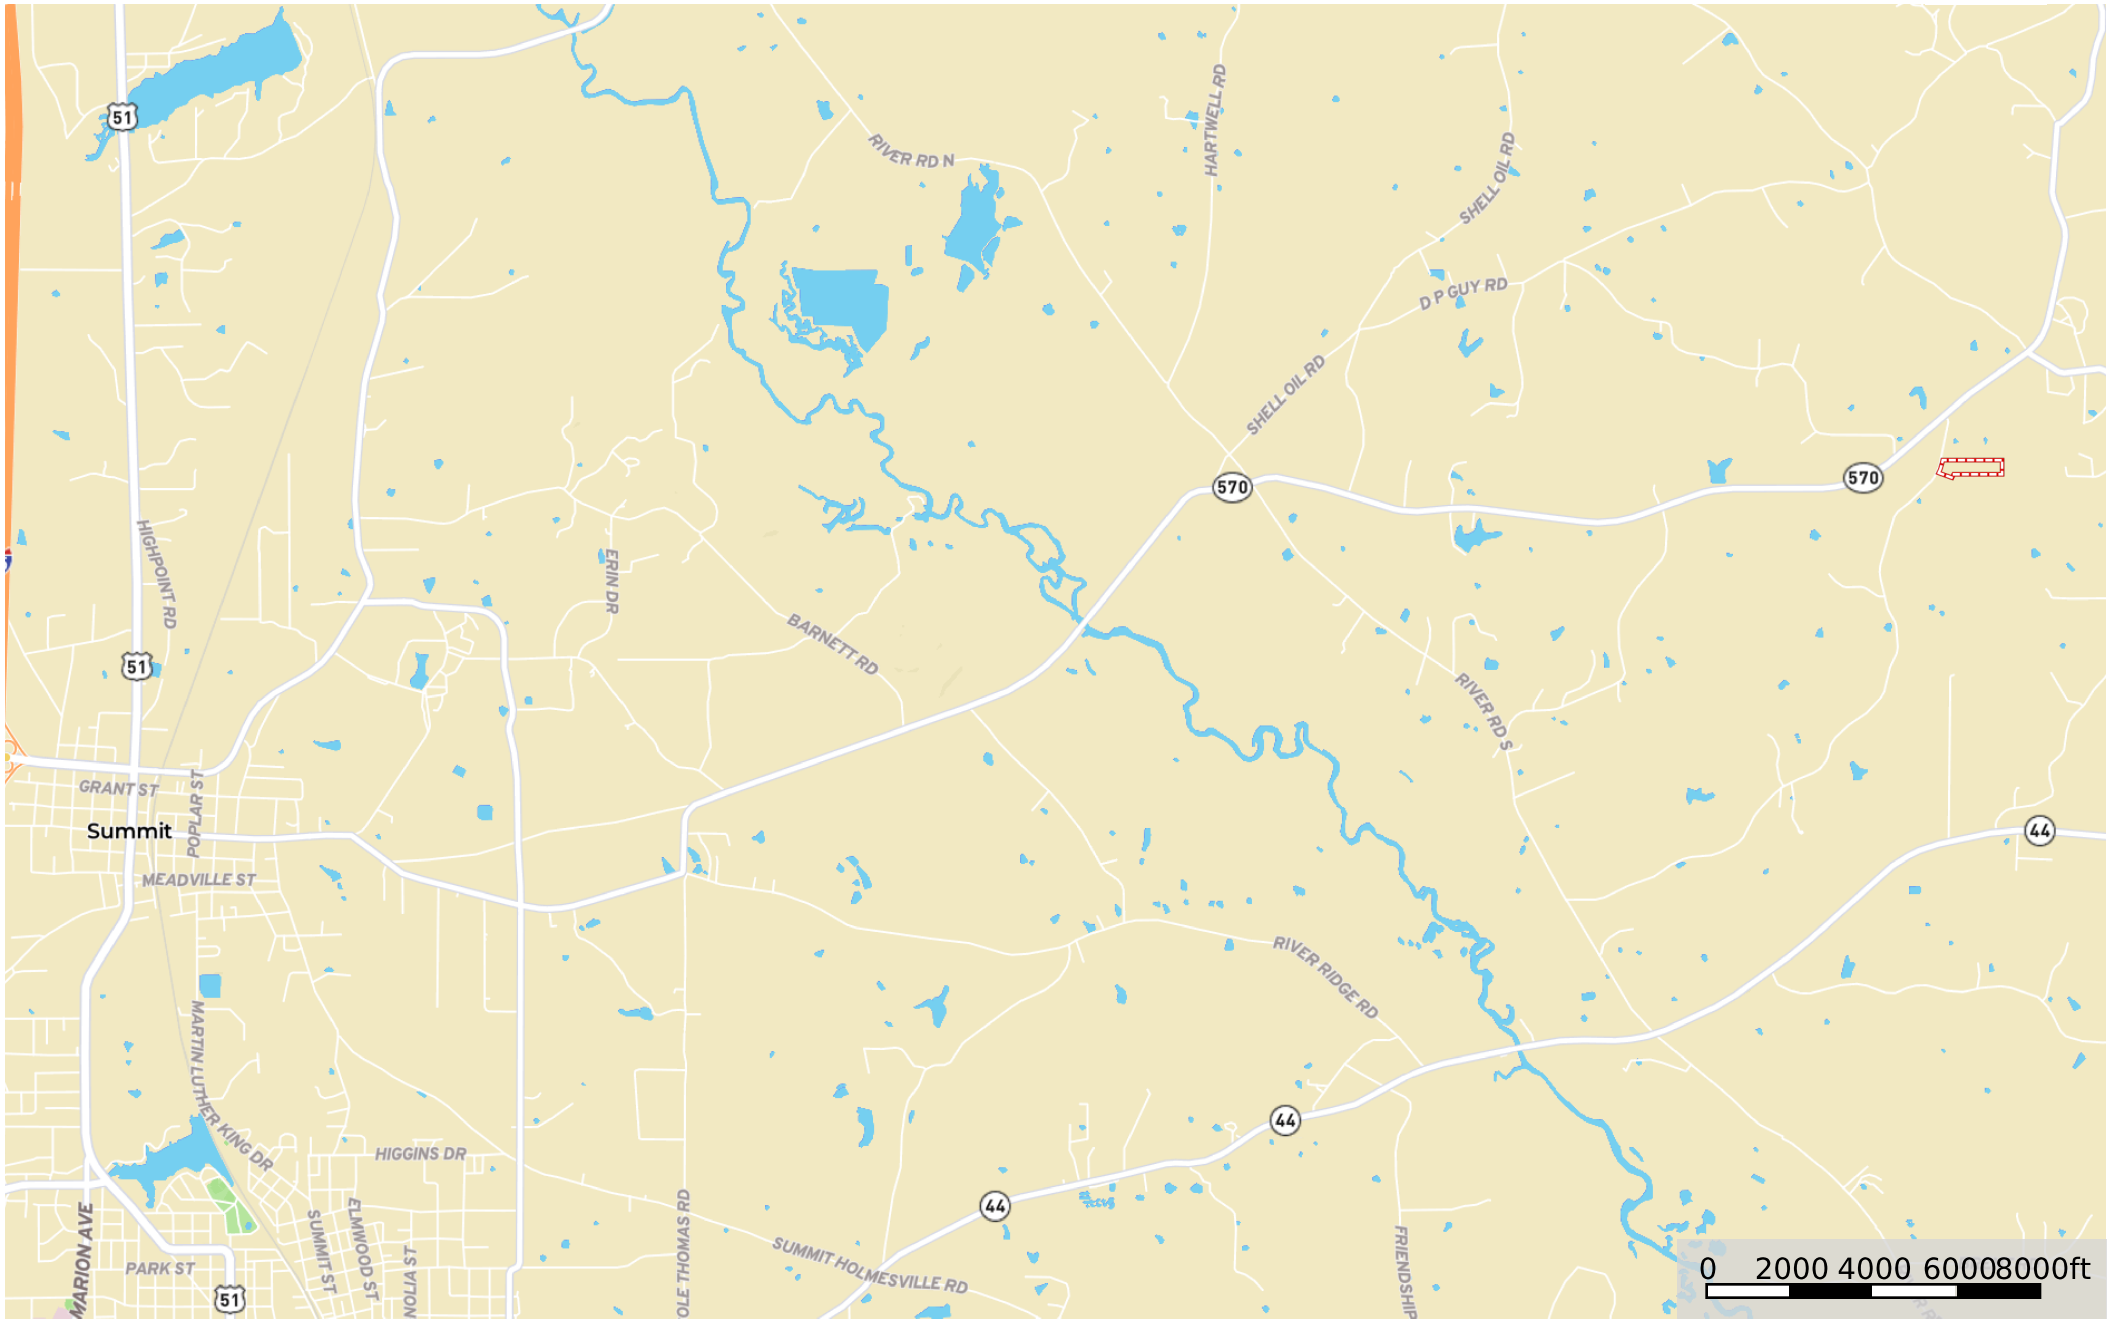 51
RIVER RD N
HARTWELL RD
SHELL OIL RD
D P GUY RD
SHELL OIL RD
570
570
HIGHPOINT RD
ERIN DR
BARNETT RD
51
RIVER RD S
GRANT ST
POPLAR ST
Summit
44
MEADVILLE ST
RIVER RIDGE RD
MARTIN LUTHER KING DR
44
HIGGINS DR
44
MARION AVE
SUMMIT ST
ELMWOOD ST
NOLIA ST
OLE THOMAS RD
SUMMIT HOLMESVILLE RD
FRIENDSHIP
PARK ST
51
0 2000 4000 6000 8000ft